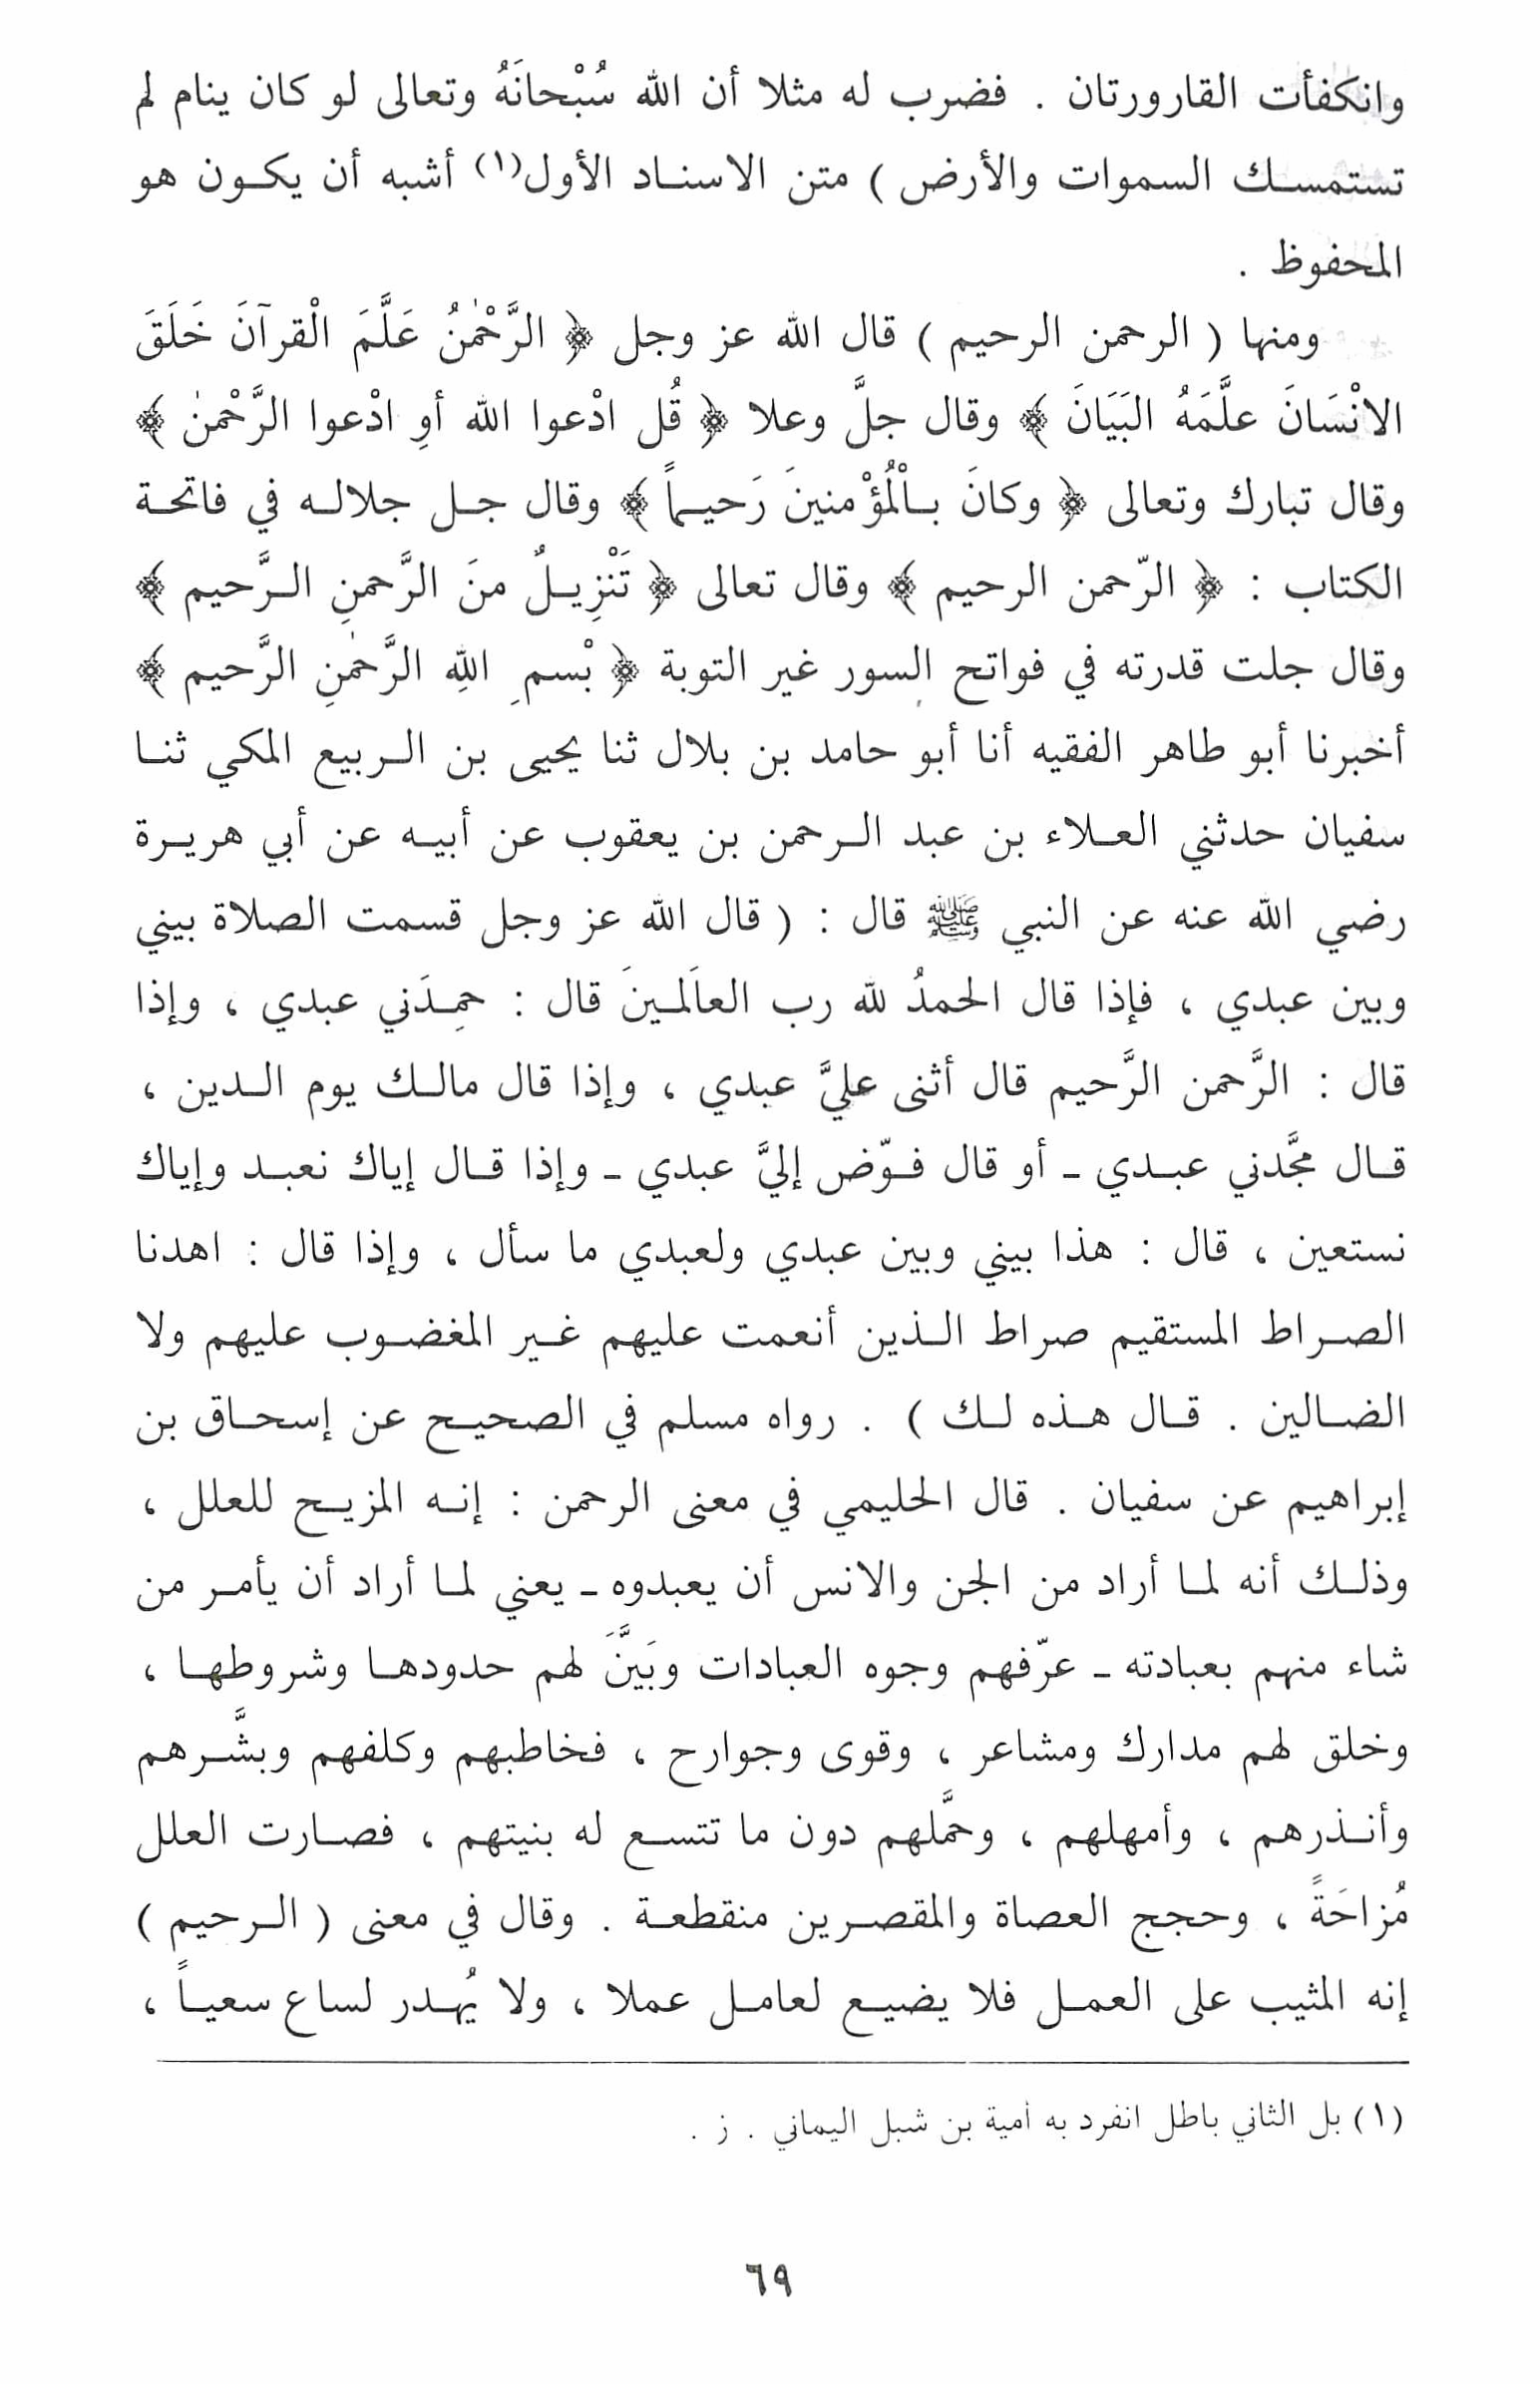 وانكفأت القارورتان . فضرب له مثلا أن الله سُبْحانَهُ وتعالى لو كان ينام لم
تستمسك السموات والأرض ) متن الاسناد الأول(١) أشبه أن يكون هو
المحفوظ .
ومنها ( الرحمن الرحيم ) قال الله عز وجل ﴿ الرَّحْمٰنُ عَلَّمَ الْقرآنَ خَلَقَ
الانْسَانَ علَّمَهُ البَيَانَ ﴾ وقال جلَّ وعلا ﴿ قُل ادْعوا الله أوِ ادْعوا الرَّحْمٰن ﴾
وقال تبارك وتعالى ﴿ وكانَ بالْمُؤْمنينَ رَحيماً ﴾ وقال جل جلاله في فاتحة
الكتاب : ﴿ الرّحمن الرحيم ﴾ وقال تعالى ﴿ تَنْزِيلٌ منَ الرَّحمنِ الرَّحيم ﴾
وقال جلت قدرته في فواتح السور غير التوبة ﴿ بْسمِ اللهِ الرَّحمٰنِ الرَّحيم ﴾
أخبرنا أبو طاهر الفقيه أنا أبو حامد بن بلال ثنا يحيى بن الربيع المكي ثنا
سفيان حدثني العلاء بن عبد الرحمن بن يعقوب عن أبيه عن أبي هريرة
رضي الله عنه عن النبي ﷺ قال : ( قال الله عز وجل قسمت الصلاة بيني
وبين عبدي ، فإذا قال الحمدُ لله رب العاَلمينَ قال : حمِدَني عبدي ، وإذا
قال : الرَّحمن الرَّحيم قال أثنى عليَّ عبدي ، وإذا قال مالك يوم الدين ،
قال مجَّدني عبدي ـ أو قال فوّض إليَّ عبدي ـ وإذا قال إياك نعبد وإياك
نستعين ، قال : هذا بيني وبين عبدي ولعبدي ما سأل ، وإذا قال : اهدنا
الصراط المستقيم صراط الذين أنعمت عليهم غير المغضوب عليهم ولا
الضالين . قال هذه لك ) . رواه مسلم في الصحيح عن إسحاق بن
إبراهيم عن سفيان . قال الحليمي في معنى الرحمن : إنه المزيح للعلل ،
وذلك أنه لما أراد من الجن والانس أن يعبدوه ـ يعني لما أراد أن يأمر من
شاء منهم بعبادته ـ عرّفهم وجوه العبادات وبَينََّ لهم حدودها وشروطها ،
وخلق لهم مدارك ومشاعر ، وقوى وجوارح ، فخاطبهم وكلفهم وبشَّرهم
وأنذرهم ، وأمهلهم ، وحمَّلهم دون ما تتسع له بنيتهم ، فصارت العلل
مُزاحَةً ، وحجج العصاة والمقصرين منقطعة . وقال في معنى ( الرحيم )
إنه المثيب على العمل فلا يضيع لعامل عملا ، ولا يُهدر لساع سعياً ،
(١) بل الثاني باطل انفرد به أمية بن شبل اليماني . ز .
٦٩